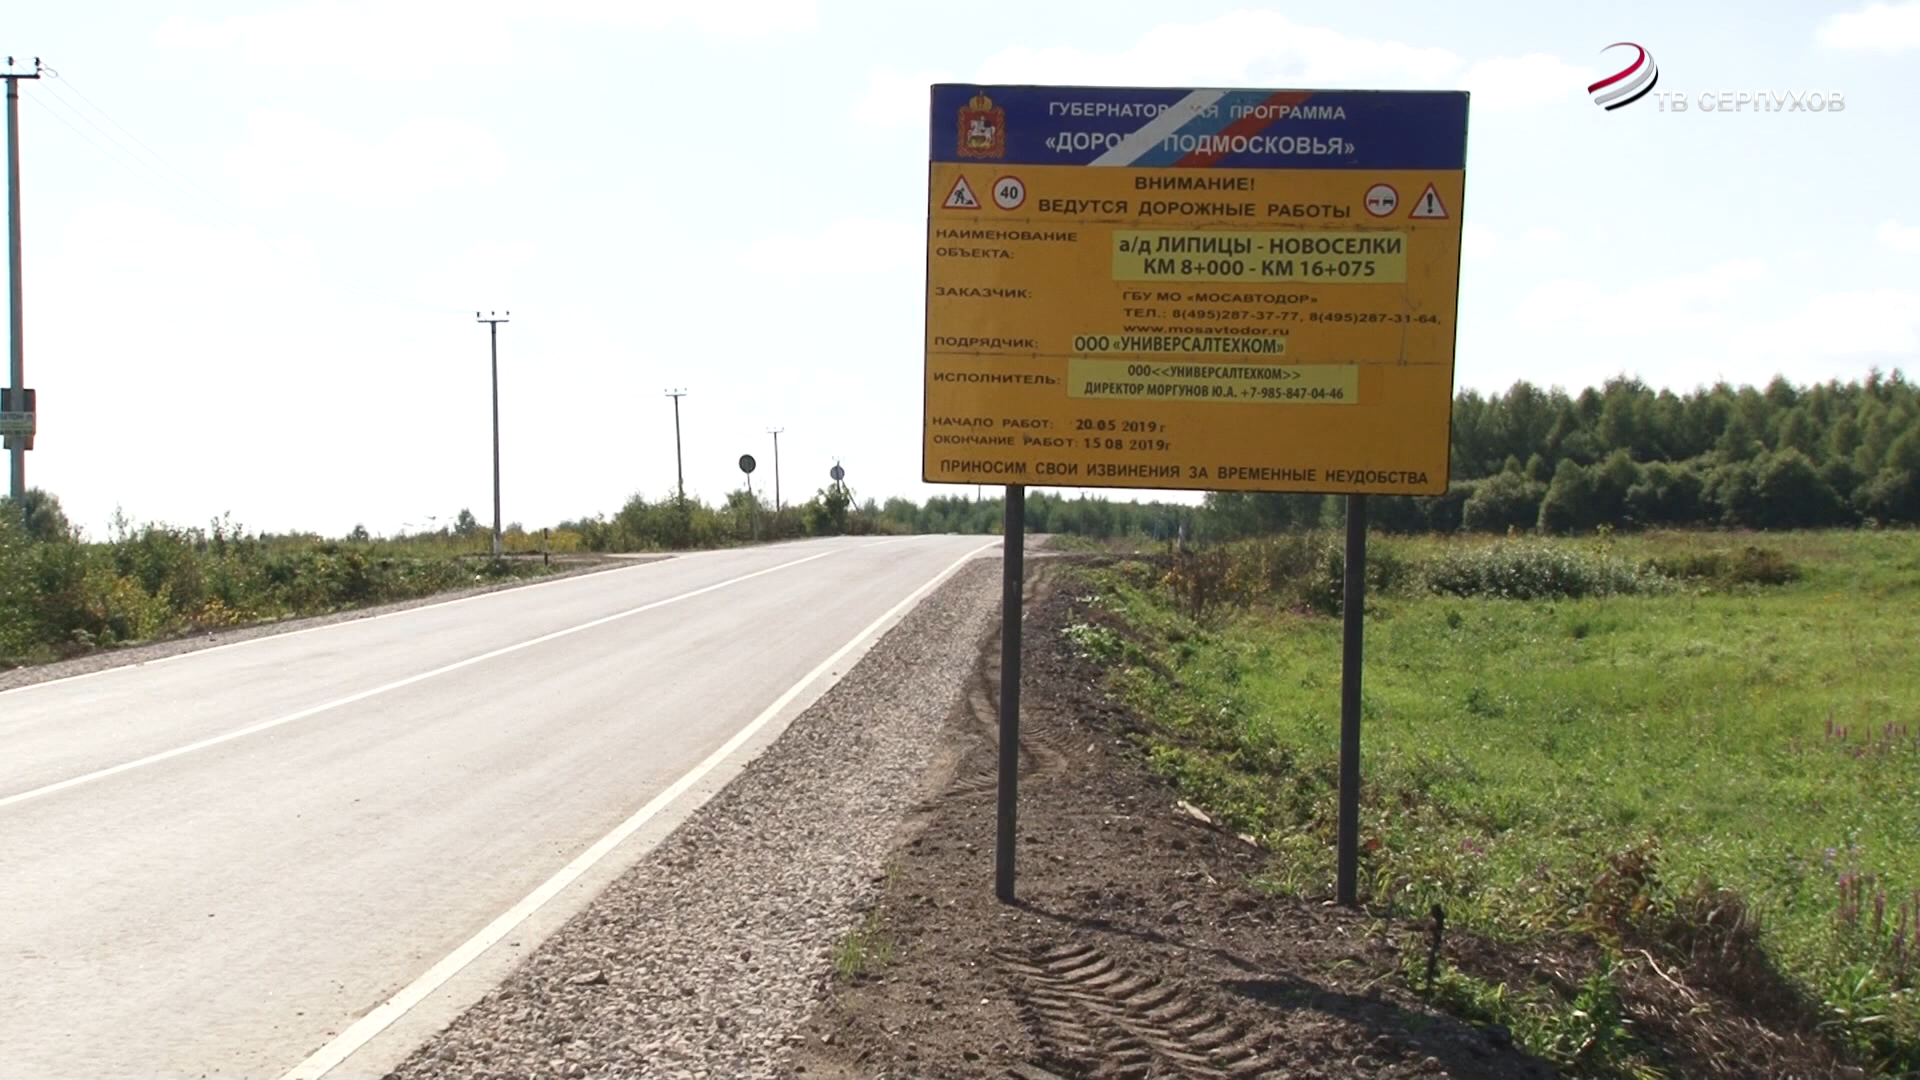 ТВ СЕРПУХОВ
ГУБЕРНАТОРСКАЯ ПРОГРАММА
«ДОРОГИ ПОДМОСКОВЬЯ»
ВНИМАНИЕ!
40
ВЕДУТСЯ ДОРОЖНЫЕ РАБОТЫ
НАИМЕНОВАНИЕ
ОБЪЕКТА:
а/д ЛИПИЦЫ - НОВОСЕЛКИ
КМ 8+000 - КМ 16+075
ЗАКАЗЧИК:
ГБУ МО «МОСАВТОДОР»
ТЕЛ.: 8(495)287-37-77, 8(495)287-31-64,
www.mosavtodor.ru
ПОДРЯДЧИК:
ООО «УНИВЕРСАЛТЕХКОМ»
ИСПОЛНИТЕЛЬ:
ООО<<УНИВЕРСАЛТЕХКОМ>>
ДИРЕКТОР МОРГУНОВ Ю.А. +7-985-847-04-46
НАЧАЛО РАБОТ: 20 05 2019 г
ОКОНЧАНИЕ РАБОТ: 15 08 2019г
ПРИНОСИМ СВОИ ИЗВИНЕНИЯ ЗА ВРЕМЕННЫЕ НЕУДОБСТВА